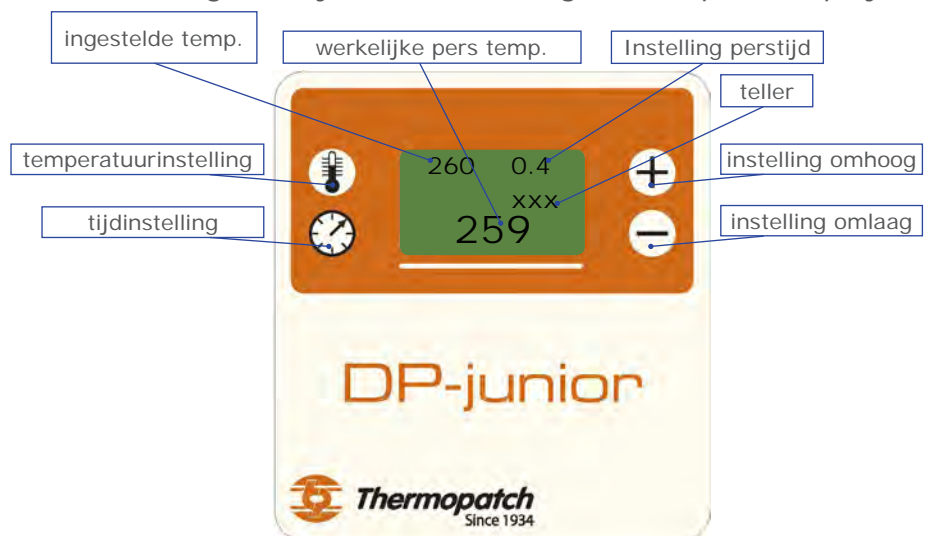 ingestelde temp.
werkelijke pers temp.
Instelling perstijd
teller
temperatuurinstelling
instelling omhoog
tijdinstelling
instelling omlaag
260 0.4
xxx
259
DP-junior
Thermopatch
Since 1934